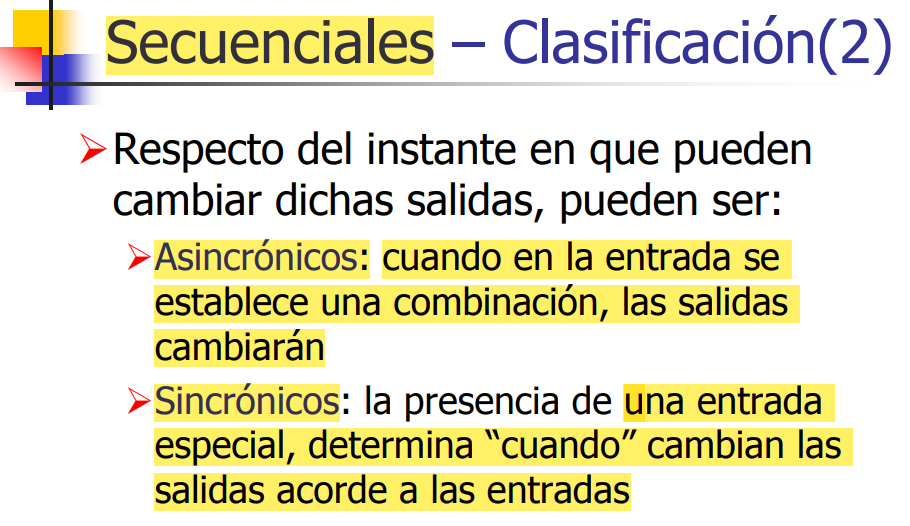 Secuenciales – Clasificación(2)
Respecto del instante en que pueden
cambiar dichas salidas, pueden ser:
Asincrónicos: cuando en la entrada se
establece una combinación, las salidas
cambiarán
Sincrónicos: la presencia de una entrada
especial, determina “cuando” cambian las
salidas acorde a las entradas